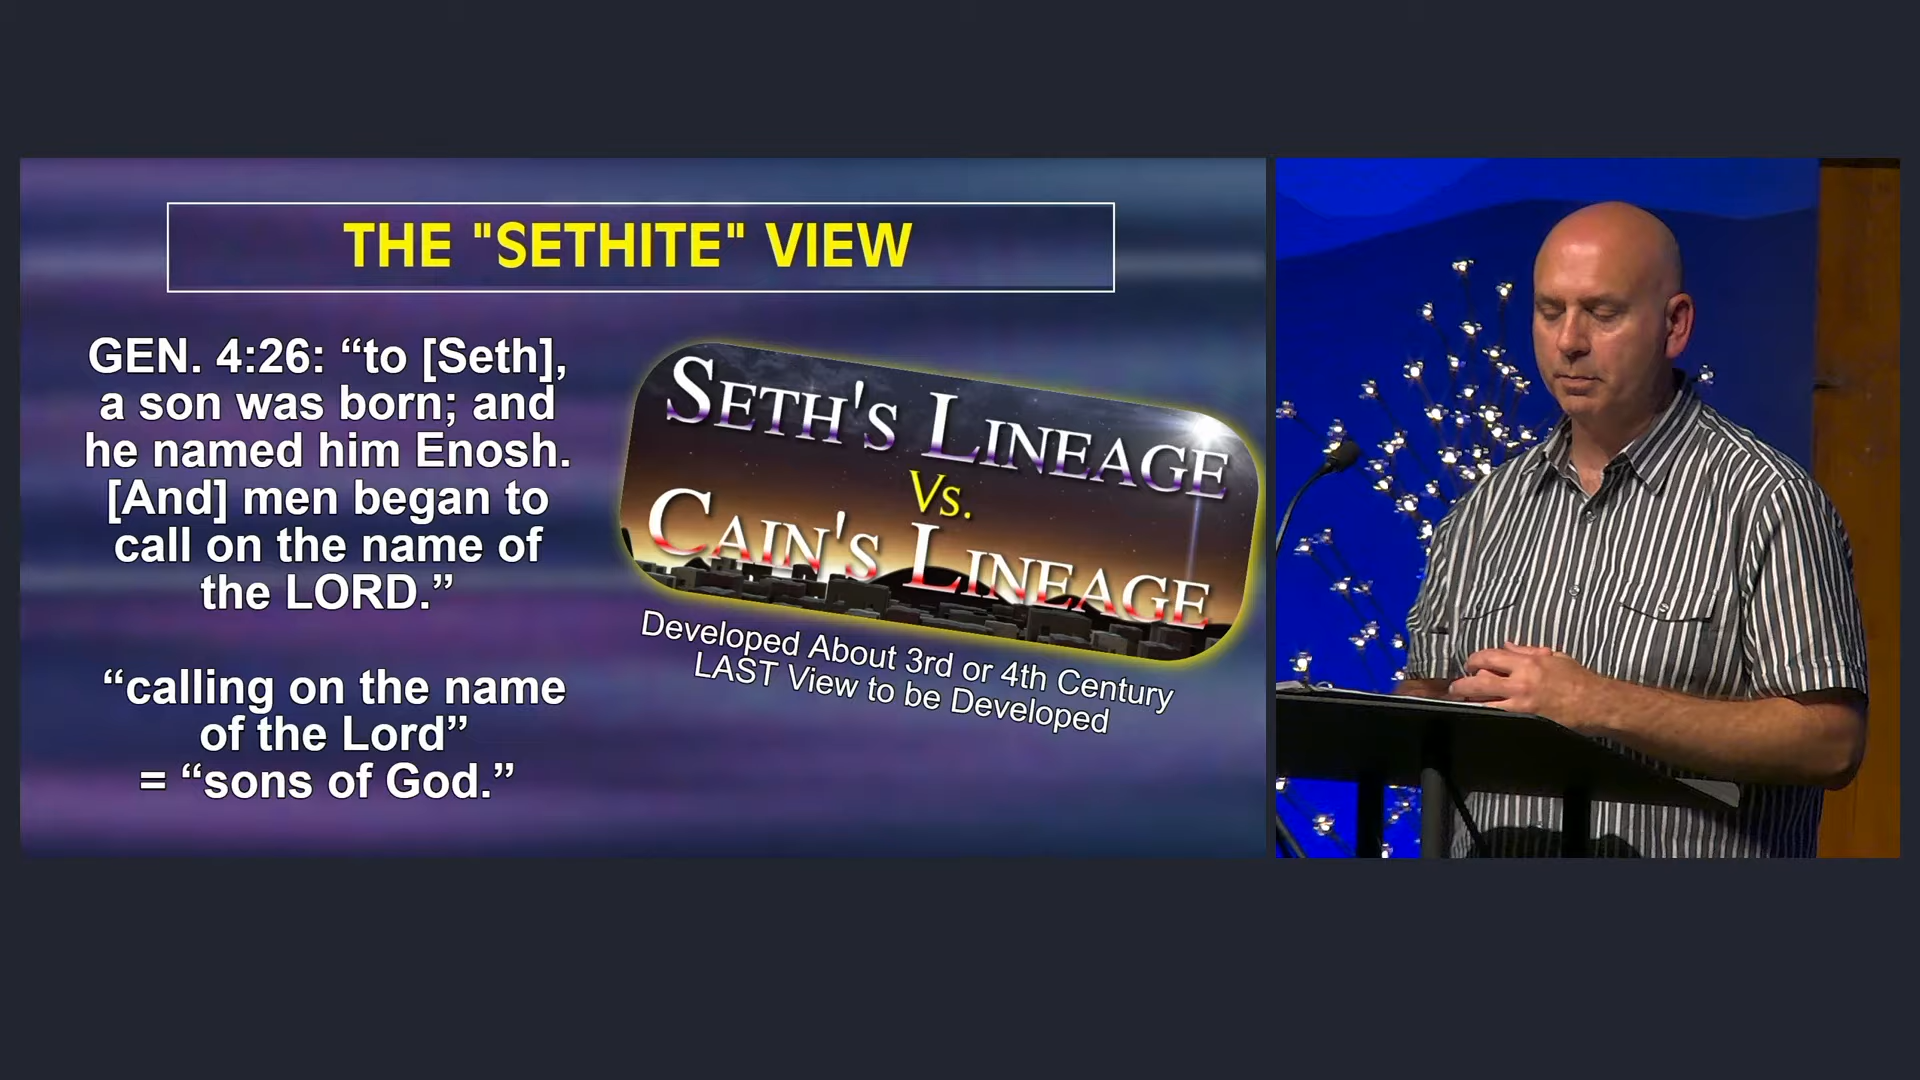 THE "SETHITE" VIEW
GEN. 4:26: “to [Seth],
a son was born; and
he named him Enosh.
[And] men began to
call on the name of
the LORD.”
“calling on the name
of the Lord”
= “sons of God.”
SETH'S LINEAGE
VS.
CAIN'S LINEAGE
Developed About 3rd or 4th Century
LAST View to be Developed